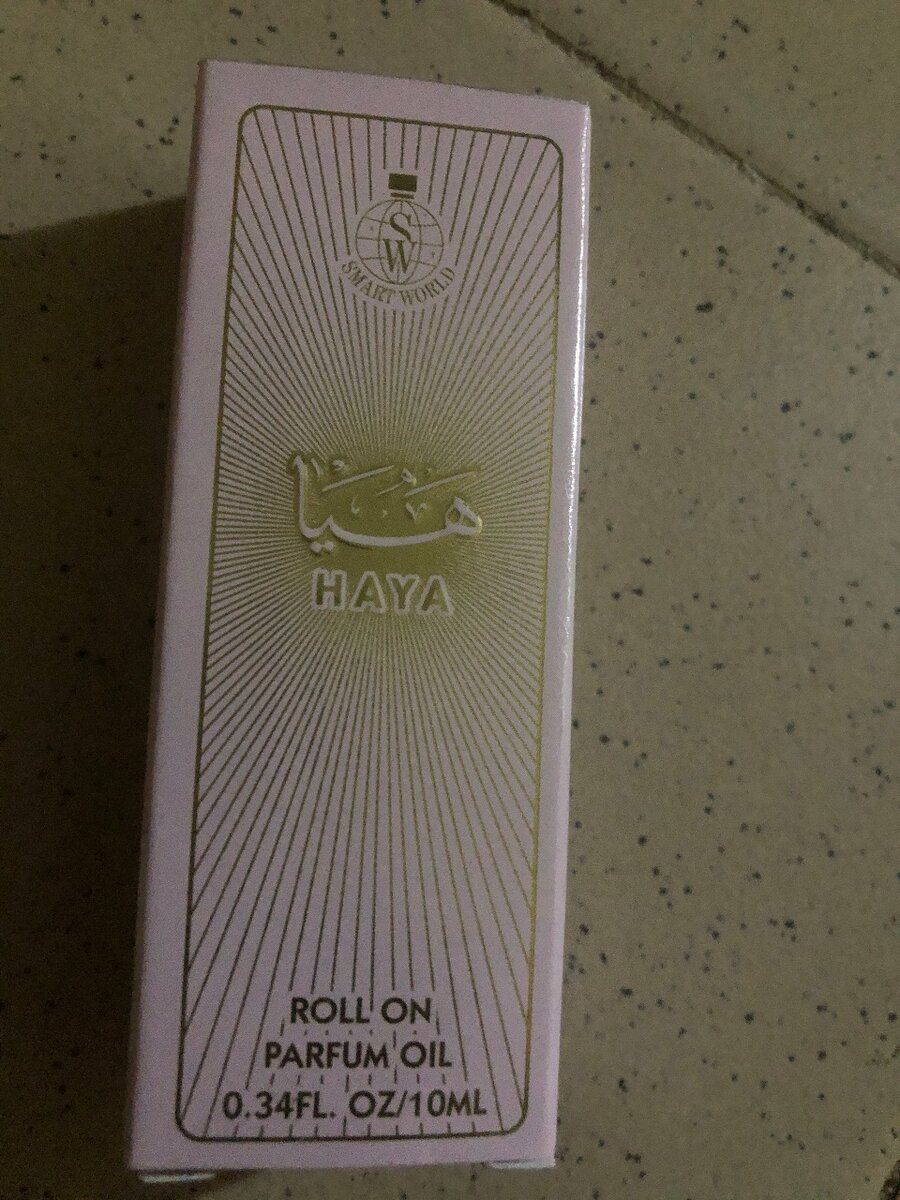 SW
SMART WORLD
هيا
HAYA
ROLL ON
PARFUM OIL
0.34FL. OZ/10ML